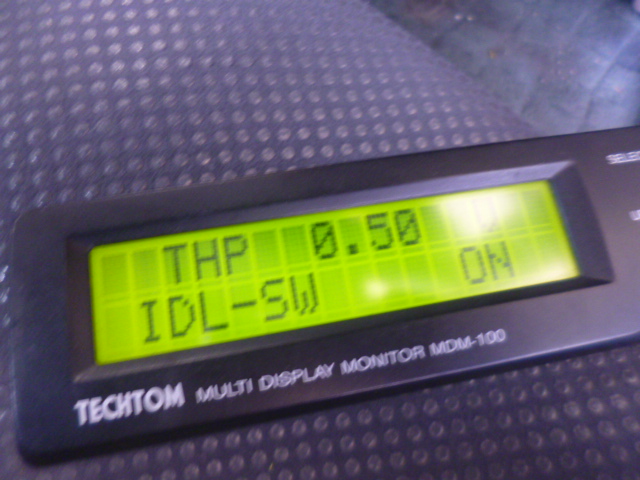 THP 0.50 V
IDL-SW ON
TECHTOM MULTI DISPLAY MONITOR MDM-100